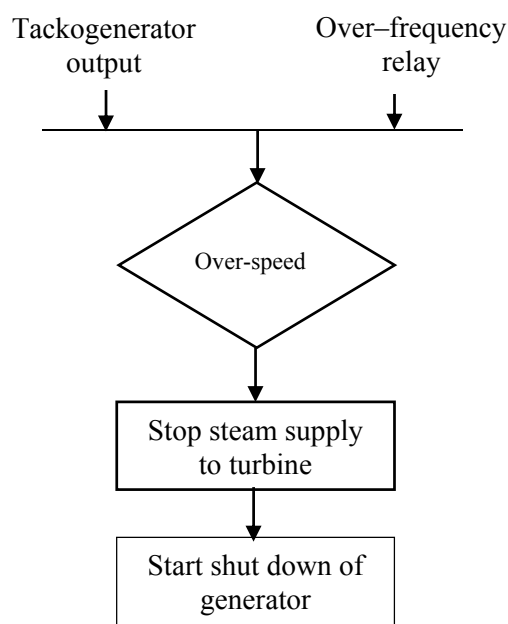 Tackogenerator
output
Over–frequency
relay
Over-speed
Stop steam supply
to turbine
Start shut down of
generator